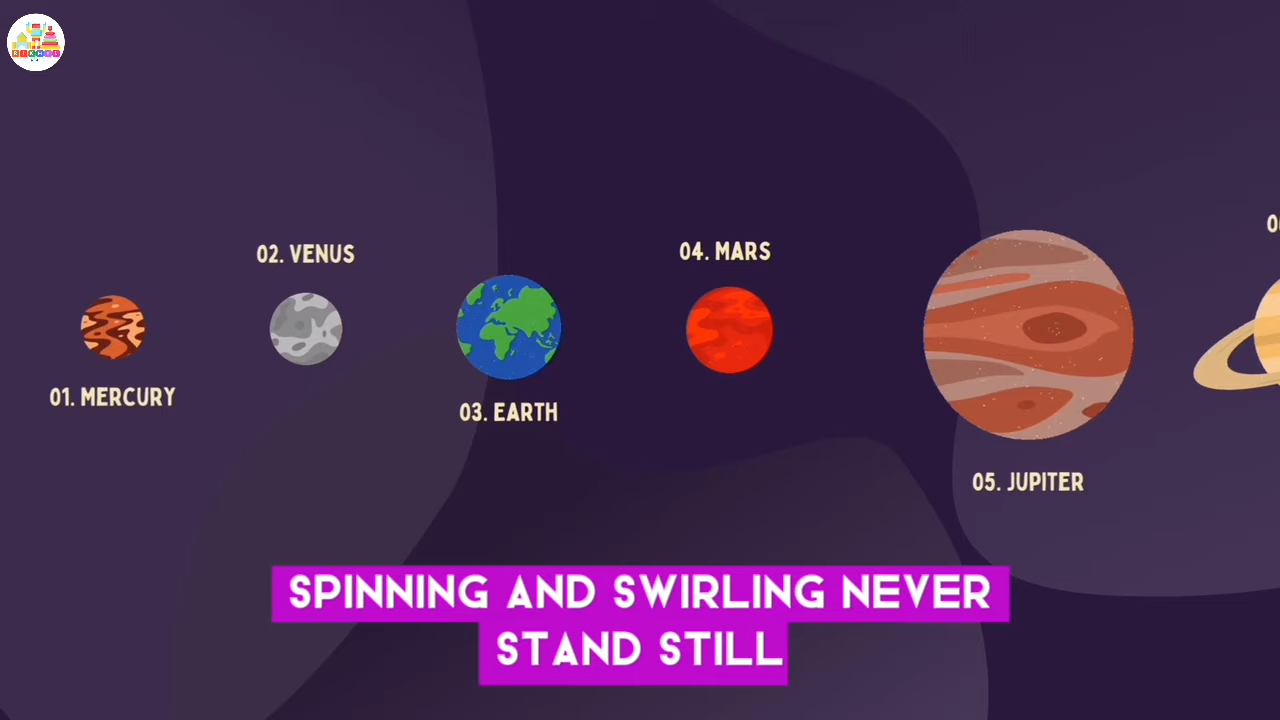 02. VENUS
04. MARS
01. MERCURY
03. EARTH
05. JUPITER
SPINNING AND SWIRLING NEVER
STAND STILL